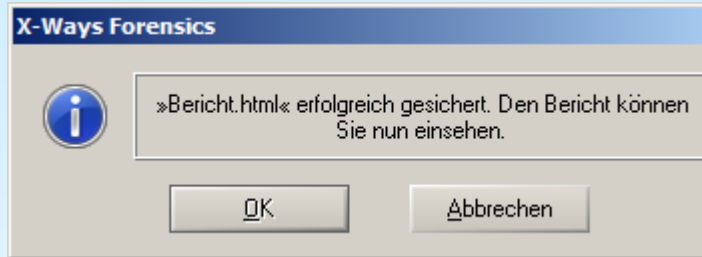 X-Ways Forensics
»Bericht.html« erfolgreich gesichert. Den Bericht können
Sie nun einsehen.
OK
Abbrechen